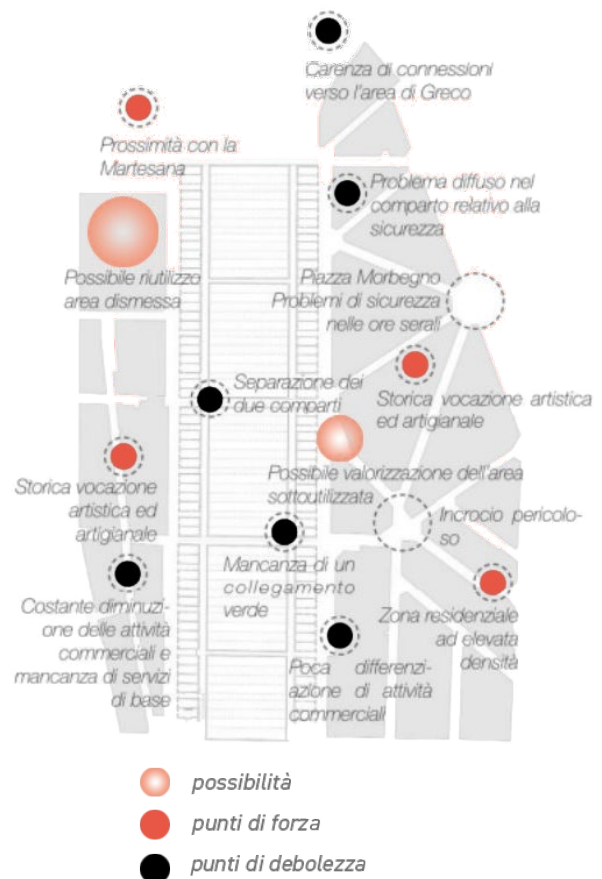 Carenza di connessioni
verso l'area di Greco
Prossimità con la
Martesana
Problema diffuso nel
comparto relativo alla
sicurezza
Possibile riutilizzo
area dismessa
Piazza Morbegno
Problemi di sicurezza
nelle ore serali
Separazione dei
due comparti
Storica vocazione artistica
ed artigianale
Storica vocazione
artistica ed
artigianale
Possibile valorizzazione dell'area
sottoutilizzata
Incrocio pericolo-
so
Mancanza di un
collegamento
verde
Costante diminuzi-
one delle attività
commerciali e
mancanza di servizi
di base
Zona residenziale
ad elevata
densità
Poca differenzi-
azione di attività
commerciali
possibilità
punti di forza
punti di debolezza